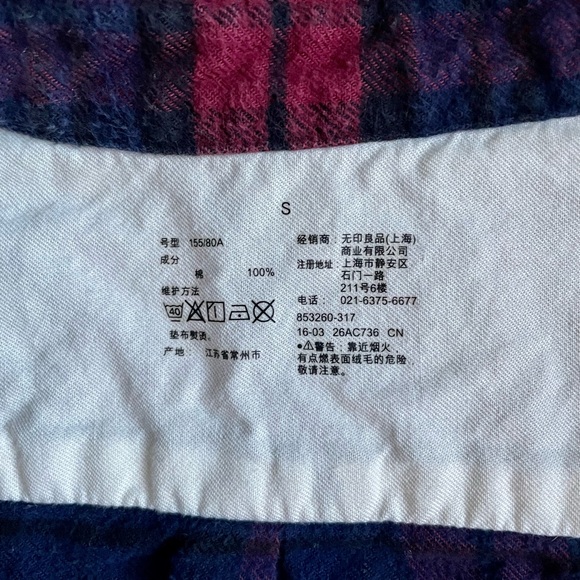 S
号型 155/80A
成分
棉 100%
维护方法
40
垫布熨烫。
产地: 江苏省常州市
经销商: 无印良品(上海)
商业有限公司
注册地址: 上海市静安区
石门一路
211号6楼
电话: 021-6375-6677
853260-317
16-03 26AC736 CN
●⚠警告: 靠近烟火,
有点燃表面绒毛的危险,
敬请注意。